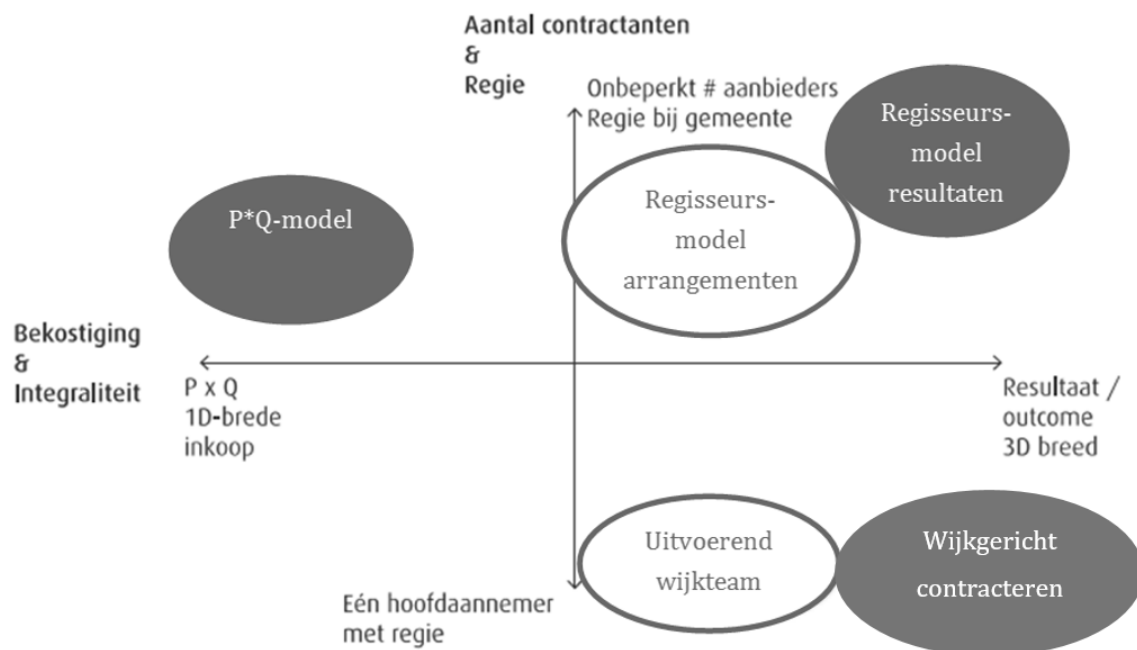 Aantal contractanten
&
Regie
Onbeperkt # aanbieders
Regie bij gemeente
Regisseurs-
model
resultaten
P*Q-model
Regisseurs-
model
arrangementen
Bekostiging
&
Integraliteit
P x Q
1D-brede
inkoop
Resultaat /
outcome
3D breed
Uitvoerend
wijkteam
Wijkgericht
contracteren
Eén hoofdaannemer
met regie